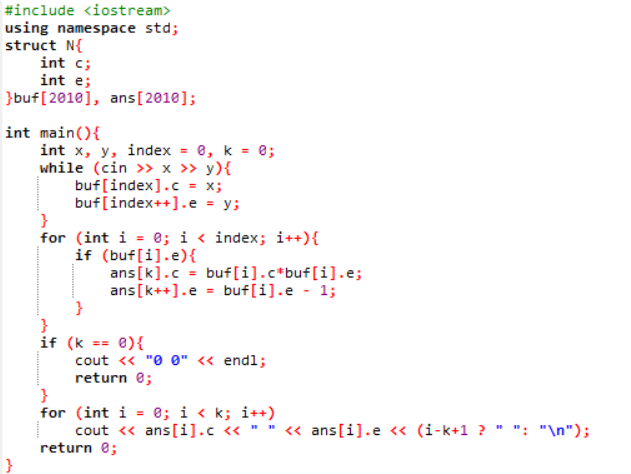 #include <iostream>
using namespace std;
struct N{
    int c;
    int e;
}buf[2010], ans[2010];

int main(){
    int x, y, index = 0, k = 0;
    while (cin >> x >> y){
        buf[index].c = x;
        buf[index++].e = y;
    }
    for (int i = 0; i < index; i++){
        if (buf[i].e){
            ans[k].c = buf[i].c*buf[i].e;
            ans[k++].e = buf[i].e - 1;
        }
    }
    if (k == 0){
        cout << "0 0" << endl;
        return 0;
    }
    for (int i = 0; i < k; i++)
        cout << ans[i].c << " " << ans[i].e << (i-k+1 ? " ": "\n");
    return 0;
}